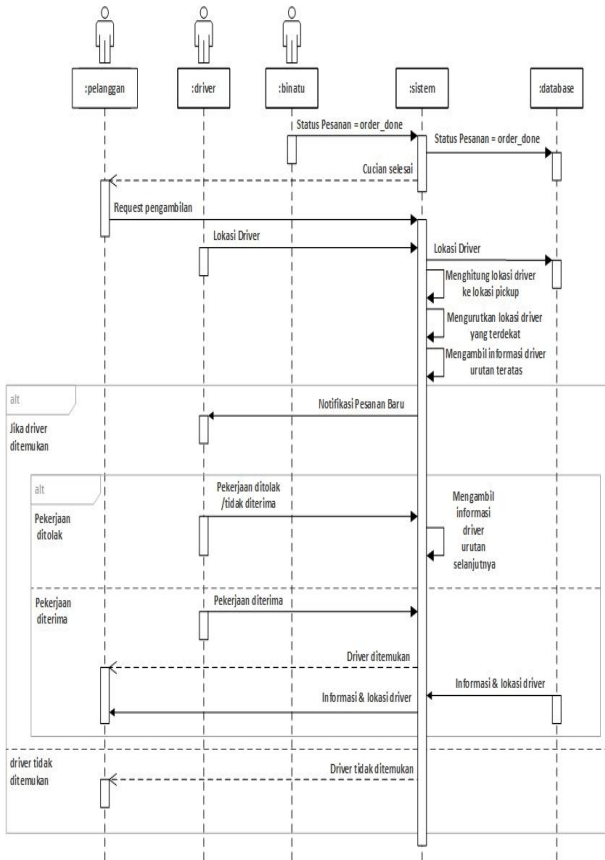 :pelanggan
:driver
:binatu
:sistem
:database
Status Pesanan = order_done
Status Pesanan = order_done
Cucian selesai
Request pengambilan
Lokasi Driver
Lokasi Driver
Menghitung lokasi driver
ke lokasi pickup
Mengurutkan lokasi driver
yang terdekat
Mengambil informasi driver
urutan teratas
alt
Jika driver
ditemukan
Notifikasi Pesanan Baru
alt
Pekerjaan
ditolak
Pekerjaan ditolak
/tidak diterima
Mengambil
informasi
driver
urutan
selanjutnya
Pekerjaan
diterima
Pekerjaan diterima
Driver ditemukan
Informasi & lokasi driver
Informasi & lokasi driver
driver tidak
ditemukan
Driver tidak ditemukan